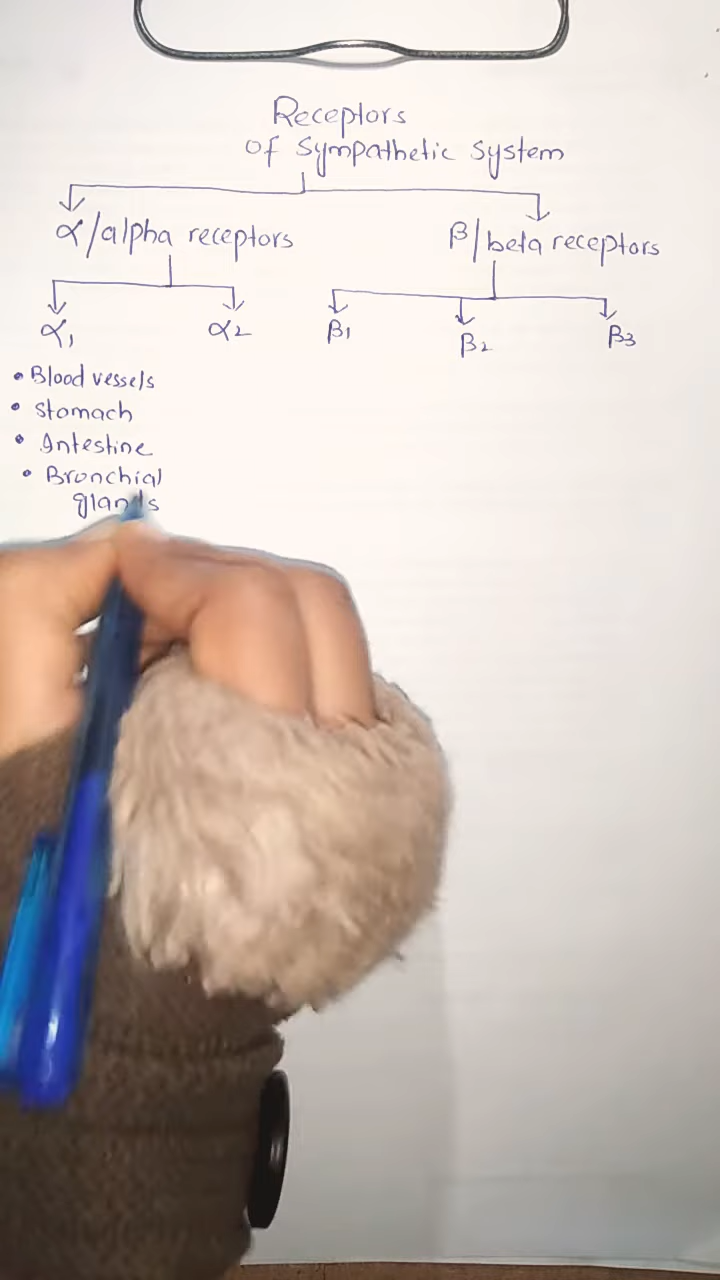 Receptors
of sympathetic system
α/alpha receptors
β/beta receptors
α1
α2
β1
β2
β3
• Blood vessels
• Stomach
• Intestine
• Bronchial
glands